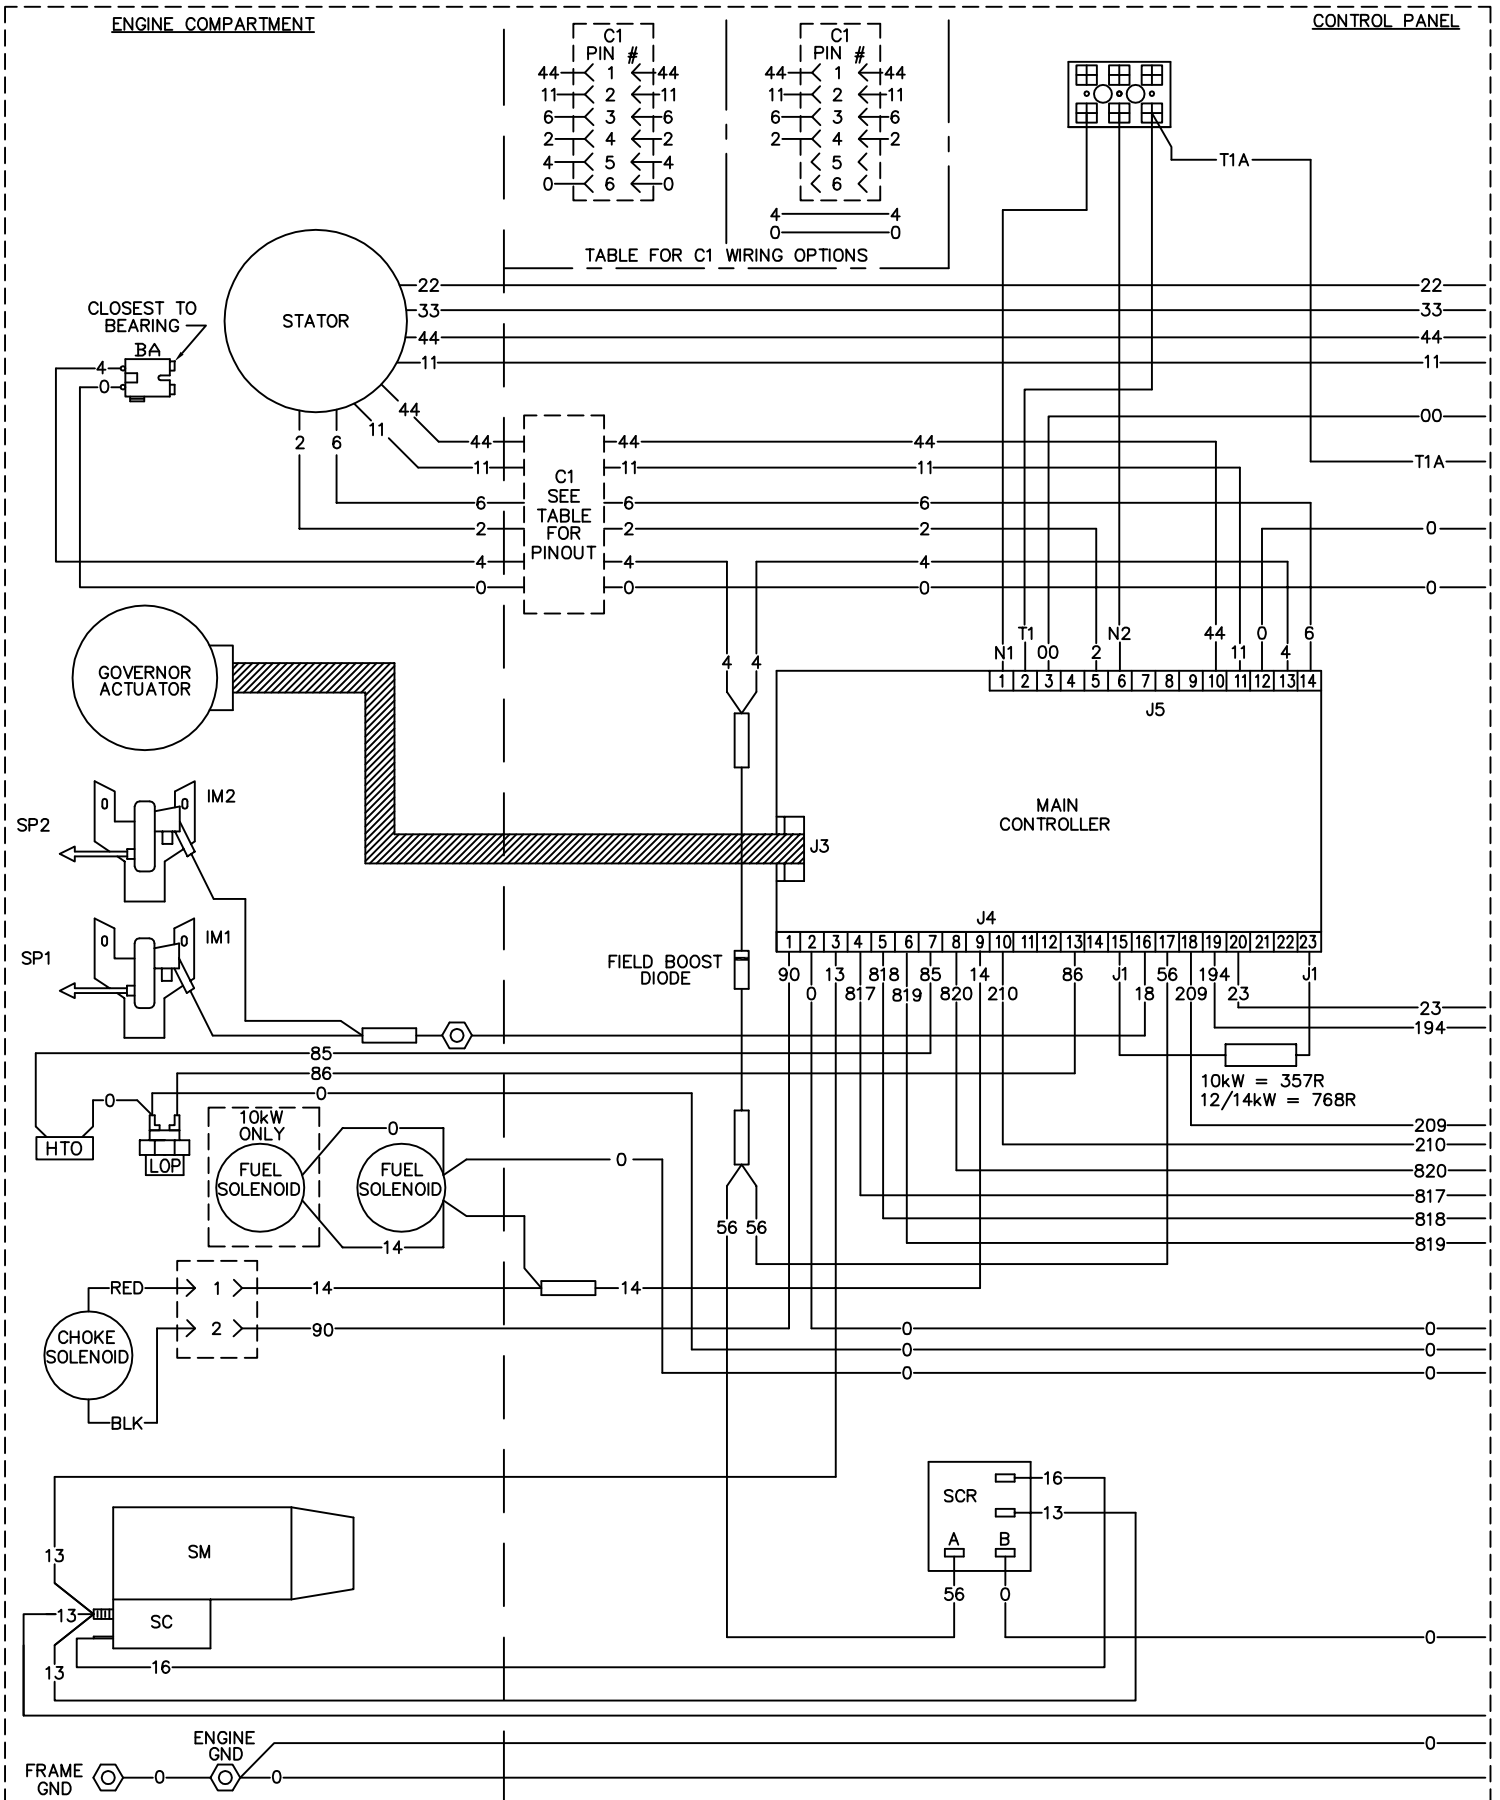 ENGINE COMPARTMENT
CONTROL PANEL
C1
PIN #
44 1 44
11 2 11
6 3 6
2 4 2
4 5 4
0 6 0
C1
PIN #
44 1 44
11 2 11
6 3 6
2 4 2
5
6
4 4
0 0
TABLE FOR C1 WIRING OPTIONS
T1A
22 22
33 33
44 44
11 11
STATOR
CLOSEST TO
BEARING
BA
4
0
44
11
2 6
00
T1A
44 44 44
11 11 11
6 6 6
2 2 2 0
4 4 4
0 0 0 0
C1
SEE
TABLE
FOR
PINOUT
T1 N2 44 0 6
N1 00 2 11 4
4 4
1 2 3 4 5 6 7 8 9 10 11 12 13 14
J5
GOVERNOR
ACTUATOR
MAIN
CONTROLLER
J3
J4
IM2
SP2
0 0
IM1
SP1
0 0
1 2 3 4 5 6 7 8 9 10 11 12 13 14 15 16 17 18 19 20 21 22 23
90 13 818 85 14 86 J1 56 194 J1
0 817 819 820 210 18 209 23
FIELD BOOST
DIODE
23
194
85
86
0
0
10kW = 357R
12/14kW = 768R
HTO
LOP
10kW
ONLY
FUEL
SOLENOID
FUEL
SOLENOID
0
0
14
209
210
820
817
818
819
56 56
RED 1 14 14
2 90
CHOKE
SOLENOID
BLK
0 0
0 0
0 0
SCR
16
13
A B
56 0
0
13
SM
13
SC
13
16
ENGINE
GND
0
FRAME
GND
0 0